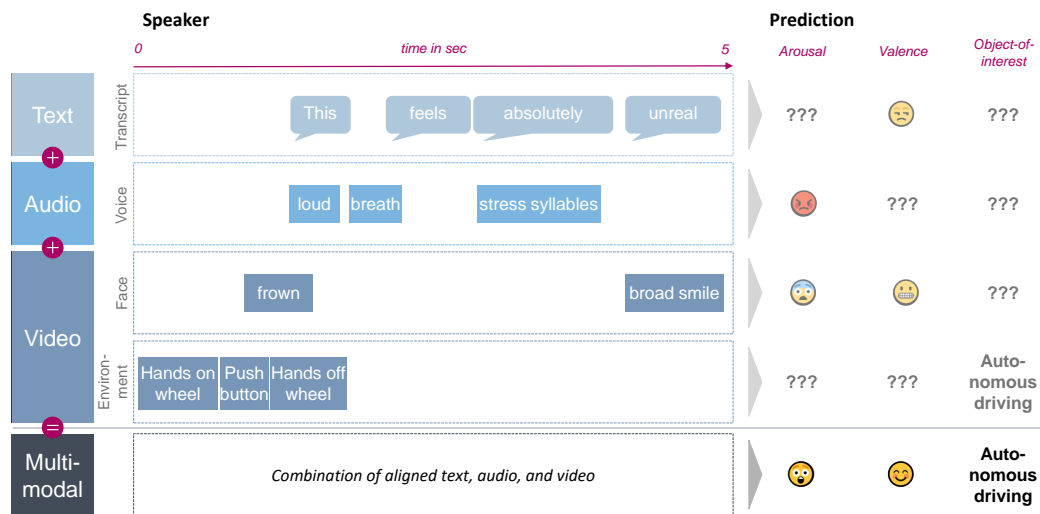 Speaker
Prediction
0
time in sec
5
Arousal
Valence
Object-of-
interest
Text
Transcript
This
feels
absolutely
unreal
???
???
+
Audio
Voice
loud
breath
stress syllables
???
???
+
Video
Face
frown
broad smile
???
Environ-
ment
Hands on
wheel
Push
button
Hands off
wheel
???
???
Auto-
nomous
driving
=
Multi-
modal
Combination of aligned text, audio, and video
Auto-
nomous
driving